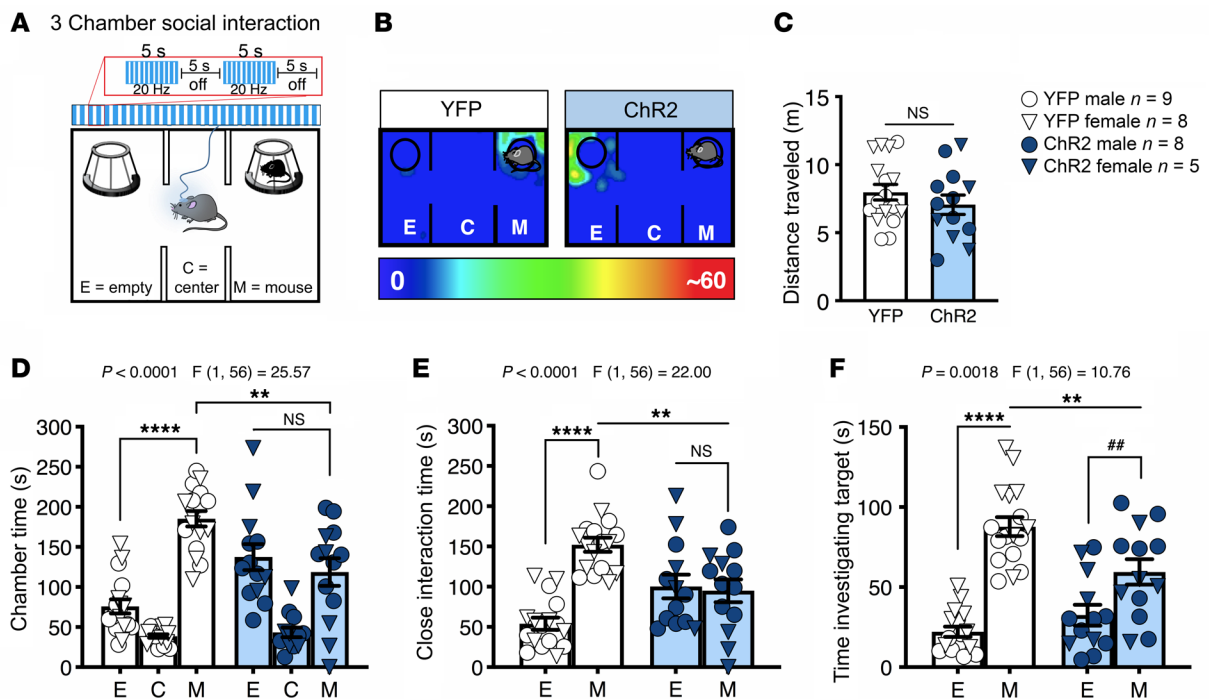 A 3 Chamber social interaction
5 s 5 s
5 s 5 s
20 Hz off 20 Hz off
C =
E = empty center M = mouse
B
YFP ChR2
E C M E C M
0 ~60
C
NS
Distance traveled (m)
15
10
5
0
YFP ChR2
YFP male n = 9
YFP female n = 8
ChR2 male n = 8
ChR2 female n = 5
D
P < 0.0001 F (1, 56) = 25.57
**
**** NS
Chamber time (s)
300
250
200
150
100
50
0
E C M E C M
E
P < 0.0001 F (1, 56) = 22.00
**
**** NS
Close interaction time (s)
300
250
200
150
100
50
0
E M E M
F
P = 0.0018 F (1, 56) = 10.76
**
**** ##
Time investigating target (s)
150
100
50
0
E M E M